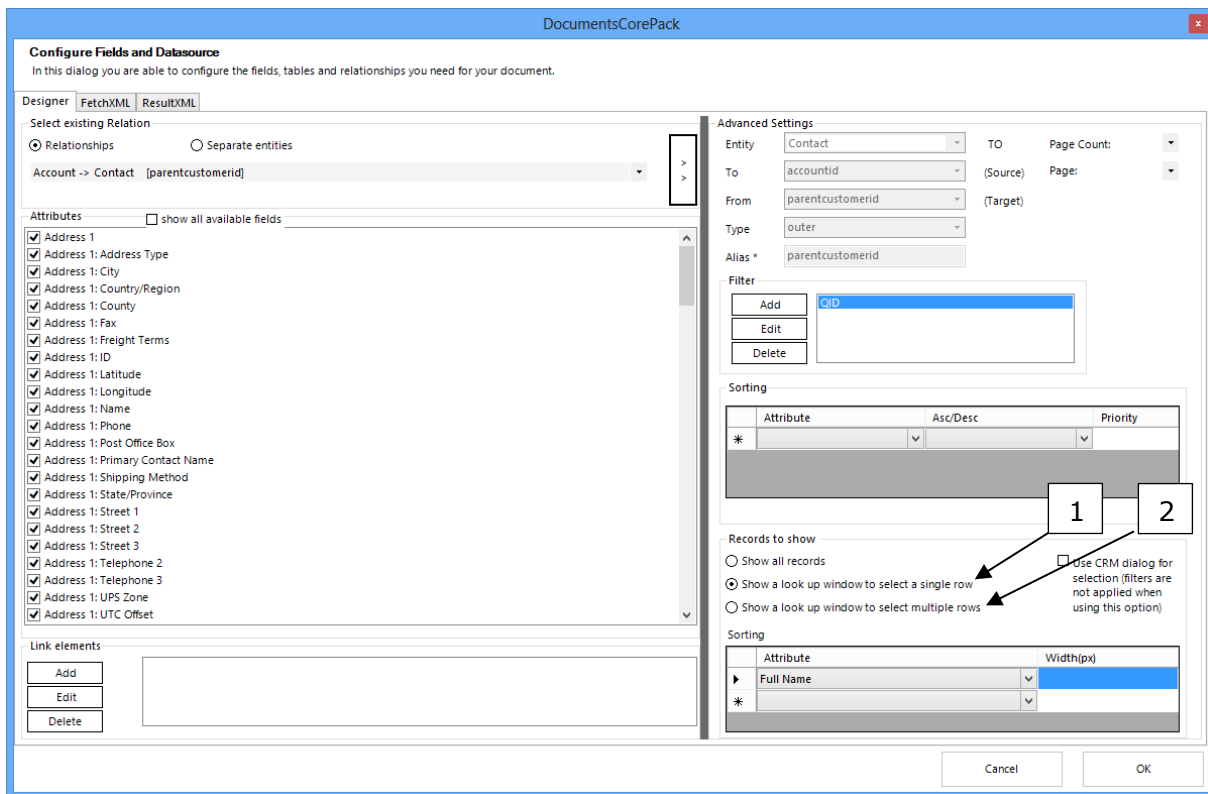 DocumentsCorePack
x
Configure Fields and Datasource
In this dialog you are able to configure the fields, tables and relationships you need for your document.
Designer FetchXML ResultXML
Select existing Relation
Relationships Separate entities
Account -> Contact [parentcustomerid]
>
>
Attributes show all available fields
Address 1
Address 1: Address Type
Address 1: City
Address 1: Country/Region
Address 1: County
Address 1: Fax
Address 1: Freight Terms
Address 1: ID
Address 1: Latitude
Address 1: Longitude
Address 1: Name
Address 1: Phone
Address 1: Post Office Box
Address 1: Primary Contact Name
Address 1: Shipping Method
Address 1: State/Province
Address 1: Street 1
Address 1: Street 2
Address 1: Street 3
Address 1: Telephone 2
Address 1: Telephone 3
Address 1: UPS Zone
Address 1: UTC Offset
Link elements
Add
Edit
Delete
Advanced Settings
Entity Contact TO Page Count:
To accountid (Source) Page:
From parentcustomerid (Target)
Type outer
Alias * parentcustomerid
Filter
Add
Edit
Delete
QID
Sorting
Attribute Asc/Desc Priority
1 2
Records to show
Show all records
Show a look up window to select a single row
Show a look up window to select multiple rows
Use CRM dialog for
selection (filters are
not applied when
using this option)
Sorting
Attribute Width(px)
Full Name
Cancel OK